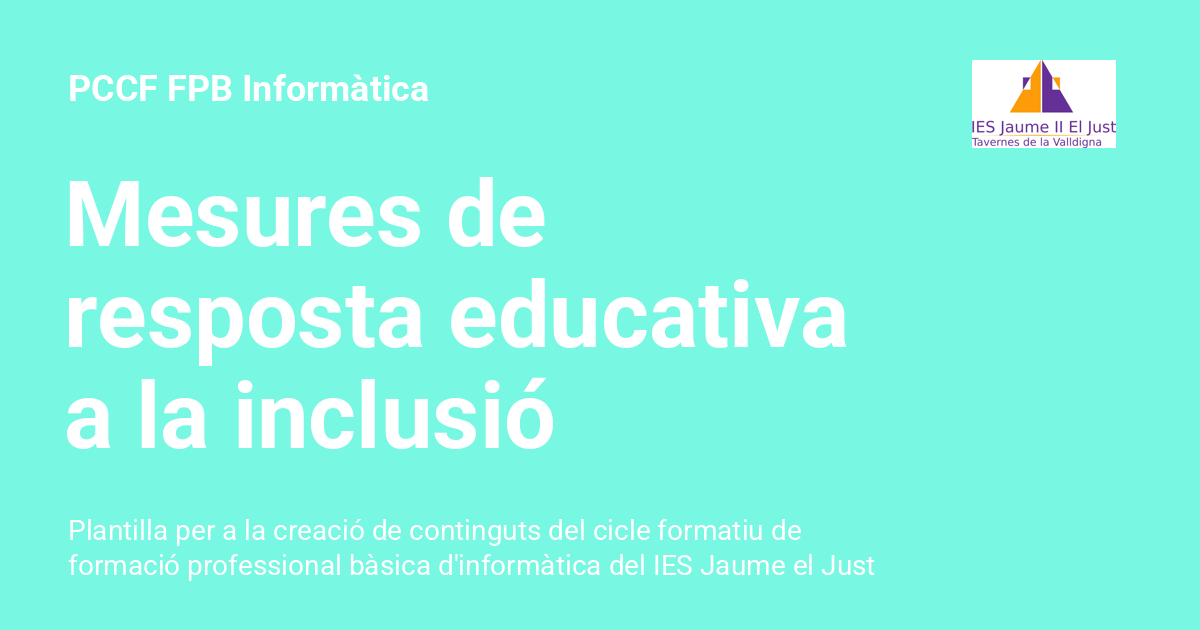 PCCF FPB Informàtica
IES Jaume II El Just
Tavernes de la Valldigna
Mesures de
resposta educativa
a la inclusió
Plantilla per a la creació de continguts del cicle formatiu de
formació professional bàsica d'informàtica del IES Jaume el Just